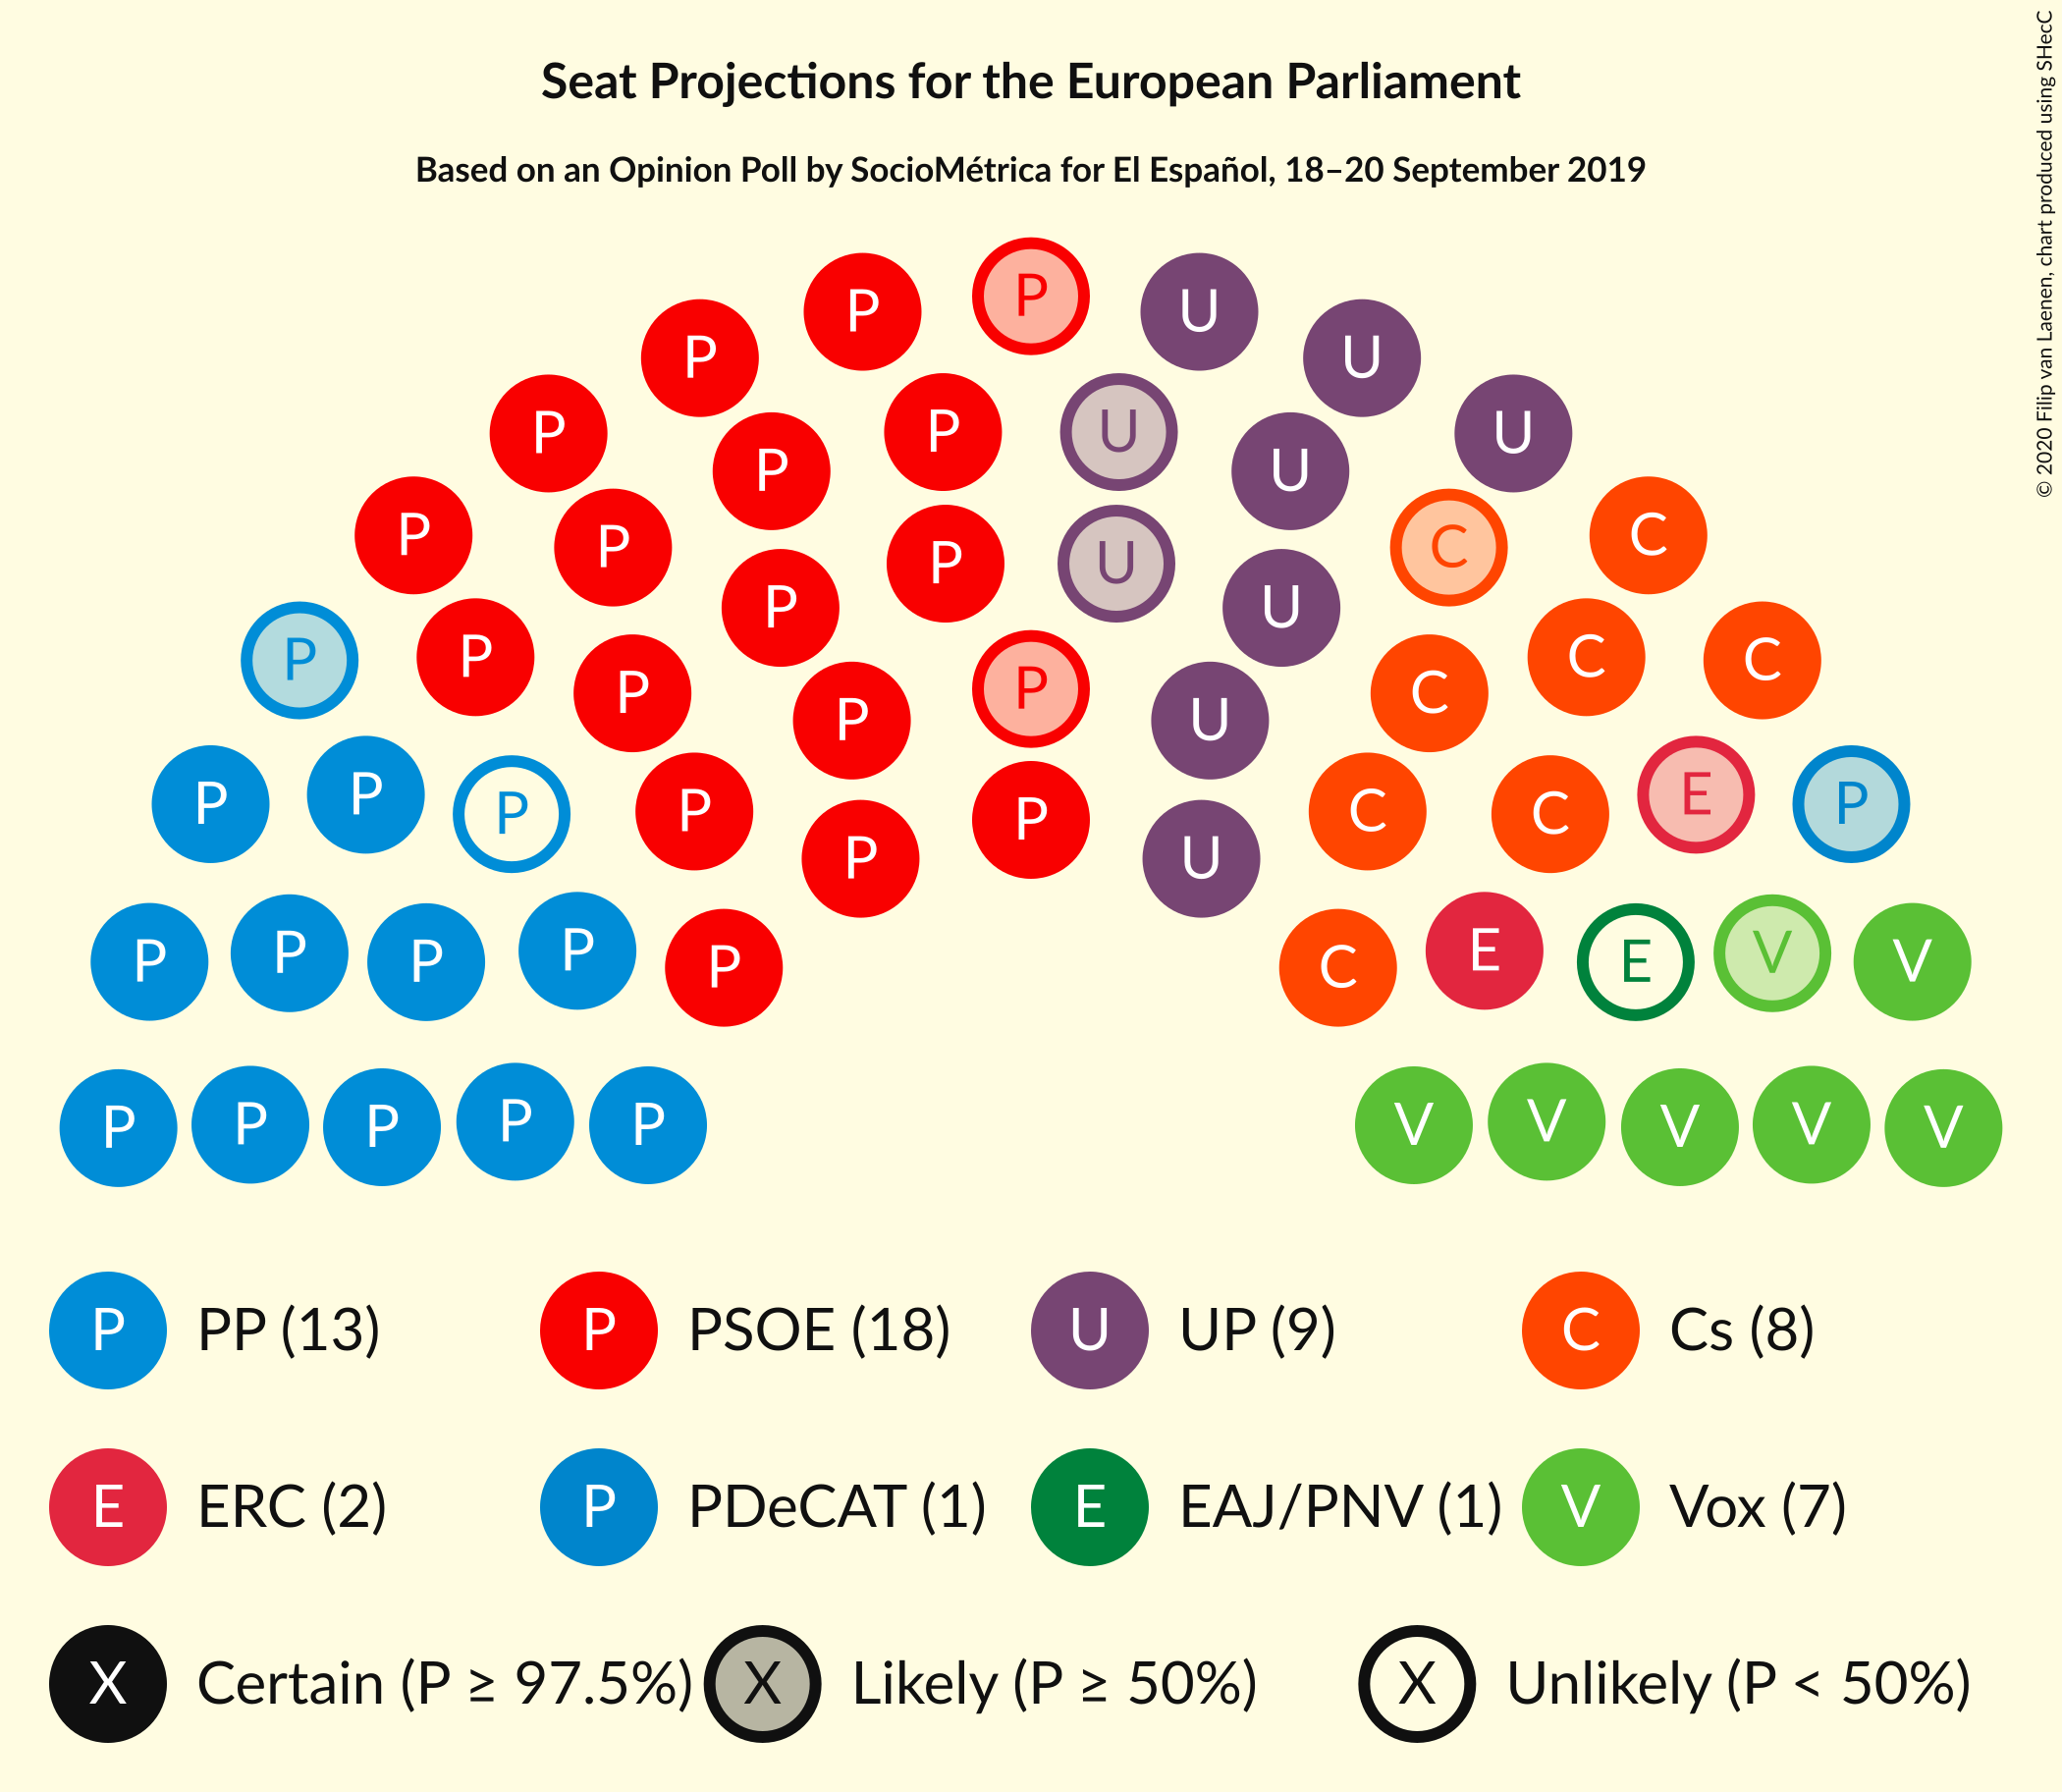 Seat Projections for the European Parliament
Based on an Opinion Poll by SocioMétrica for El Español, 18–20 September 2019
© 2020 Filip van Laenen, chart produced using SHecC
P
P P U U
P P U U
P P U U
P P C C
P P U
P P U
P P P C C
P C
P P U
P P P P C C E P
P P U
P P P P P C E E V V
P P P P P V V V V V
P PP (13) P PSOE (18) U UP (9) C Cs (8)
E ERC (2) P PDeCAT (1) E EAJ/PNV (1) V Vox (7)
X Certain (P ≥ 97.5%) X Likely (P ≥ 50%) X Unlikely (P < 50%)